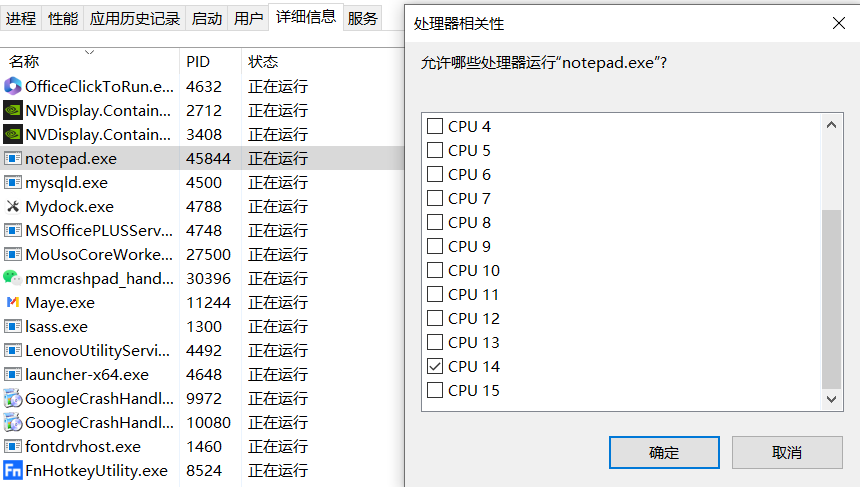 进程 性能 应用历史记录 启动 用户 详细信息 服务
名称 PID 状态
OfficeClickToRun.e... 4632 正在运行
NVDisplay.Contain... 2712 正在运行
NVDisplay.Contain... 3408 正在运行
notepad.exe 45844 正在运行
mysqld.exe 4500 正在运行
Mydock.exe 4788 正在运行
MSOfficePLUSServ... 4748 正在运行
MoUsoCoreWorke... 27500 正在运行
mmcrashpad_hand... 30396 正在运行
Maye.exe 11244 正在运行
lsass.exe 1300 正在运行
LenovoUtilityServi... 4492 正在运行
launcher-x64.exe 4648 正在运行
GoogleCrashHandl... 9972 正在运行
GoogleCrashHandl... 10080 正在运行
fontdrvhost.exe 1460 正在运行
Fn FnHotkeyUtility.exe 8524 正在运行
处理器相关性
允许哪些处理器运行“notepad.exe”?
CPU 4
CPU 5
CPU 6
CPU 7
CPU 8
CPU 9
CPU 10
CPU 11
CPU 12
CPU 13
CPU 14
CPU 15
确定 取消